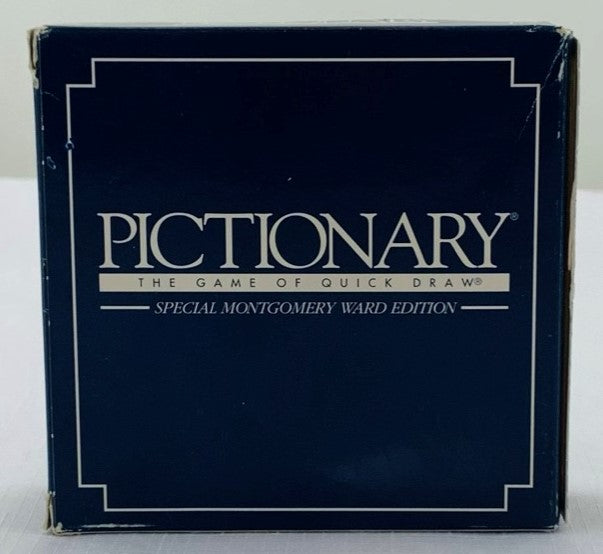 PICTIONARY®
THE GAME OF QUICK DRAW®
SPECIAL MONTGOMERY WARD EDITION